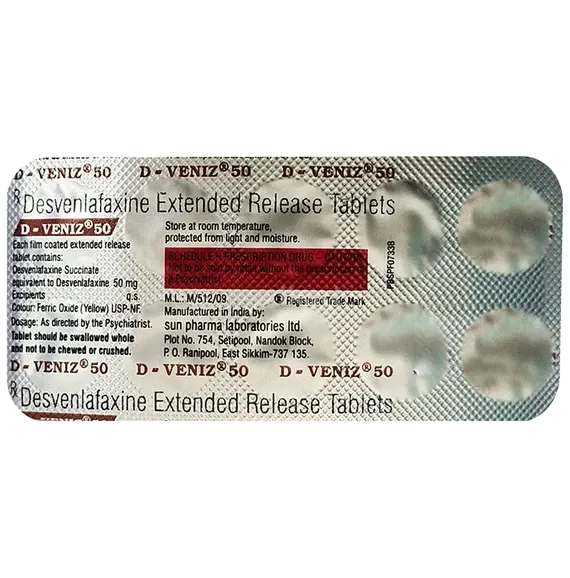 D - VENIZ® 50 D - VENIZ® 50 D - VENIZ® 50
℞ Desvenlafaxine Extended Release Tablets
D - VENIZ® 50
Each film coated extended release
tablet contains:
Desvenlafaxine Succinate
equivalent to Desvenlafaxine 50 mg
Excipients q.s.
Colour: Ferric Oxide (Yellow) USP-NF.
Dosage: As directed by the Psychiatrist.
Tablet should be swallowed whole
and not to be chewed or crushed.
Store at room temperature,
protected from light and moisture.
SCHEDULE H PRESCRIPTION DRUG - CAUTION
Not to be sold by retail without the prescription of
a Psychiatrist.
M.L.: M/512/09 ® Registered Trade Mark
Manufactured in India by:
sun pharma laboratories ltd.
Plot No. 754, Setipool, Nandok Block,
P. O. Ranipool, East Sikkim-737 135.
PBSPF0733B
D - VENIZ® 50 D - VENIZ® 50 D - VENIZ® 50
℞ Desvenlafaxine Extended Release Tablets